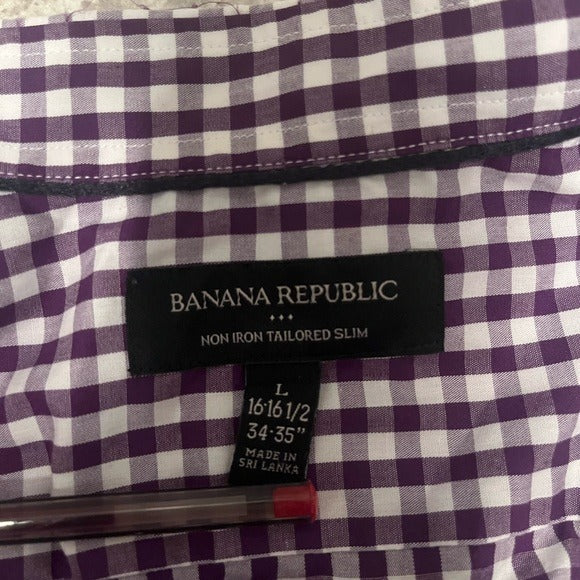 BANANA REPUBLIC
NON IRON TAILORED SLIM
L
16·16 1/2
34·35"
MADE IN
SRI LANKA